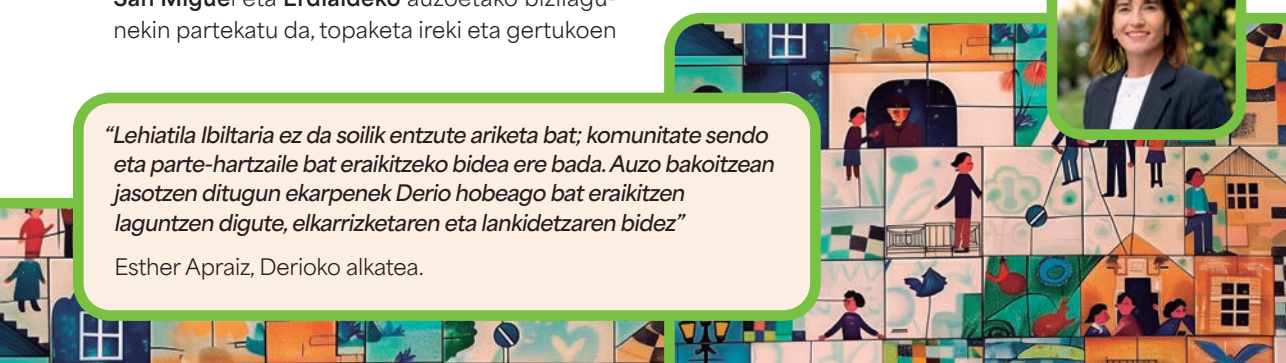 San Miguel eta Erdialdeko auzoetako bizilagu-
nekin partekatu da, topaketa ireki eta gertukoen
“Lehiatila Ibiltaria ez da soilik entzute ariketa bat; komunitate sendo
eta parte-hartzaile bat eraikitzeko bidea ere bada. Auzo bakoitzean
jasotzen ditugun ekarpenek Derio hobeago bat eraikitzen
laguntzen digute, elkarrizketaren eta lankidetzaren bidez”
Esther Apraiz, Derioko alkatea.